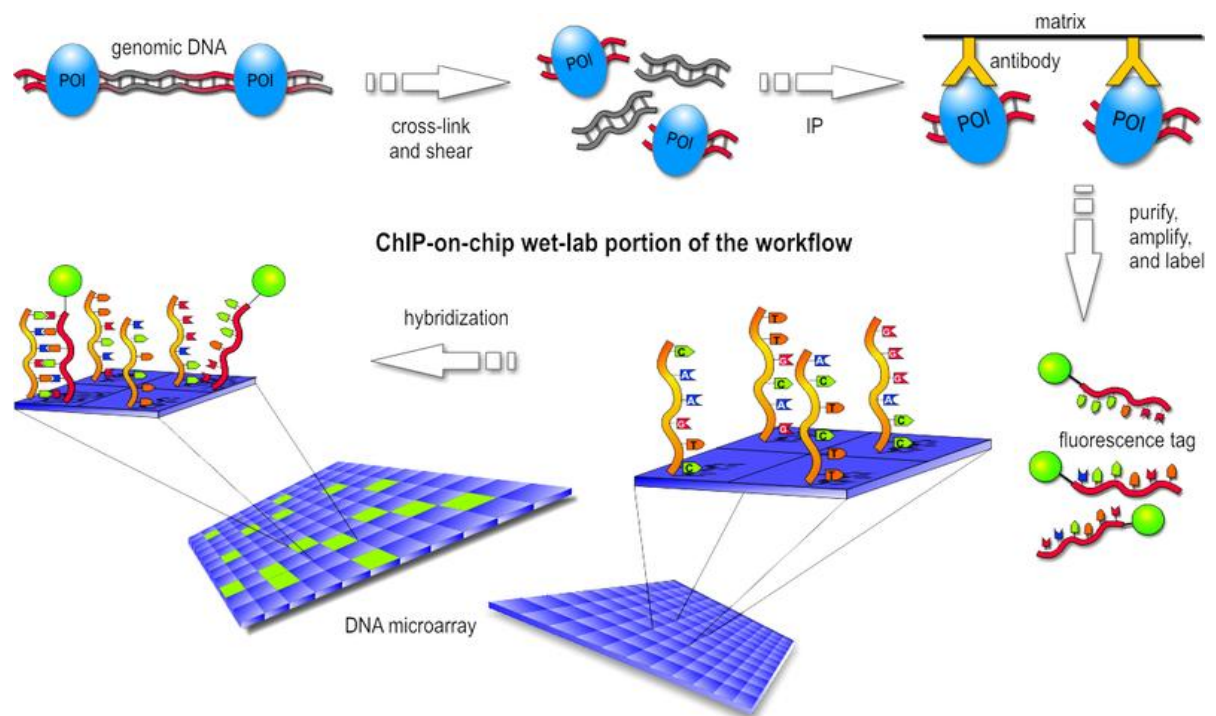 genomic DNA
POI
POI
cross-link
and shear
POI
POI
IP
matrix
antibody
POI
POI
purify,
amplify,
and label
ChIP-on-chip wet-lab portion of the workflow
hybridization
fluorescence tag
C
A
A
G
C
T
T
G
C
A
G
A
C
T
C
T
T
G
G
A
C
DNA microarray